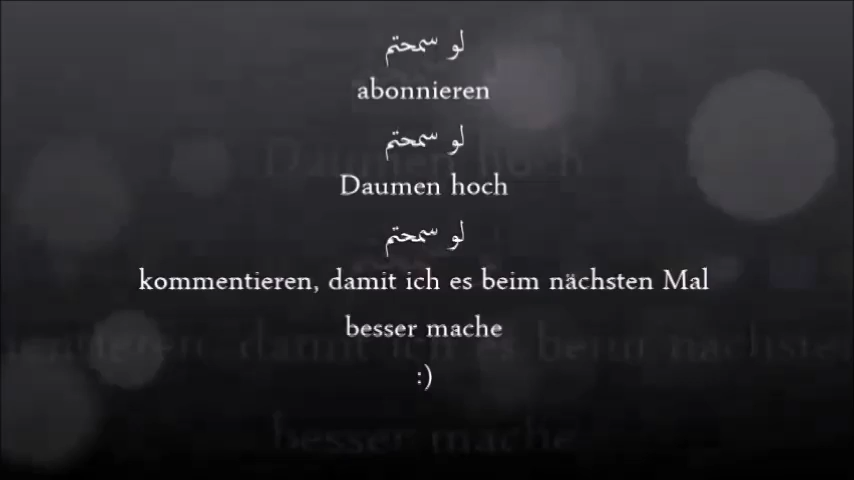 لو سمحتم
abonnieren
لو سمحتم
Daumen hoch
لو سمحتم
kommentieren, damit ich es beim nächsten Mal
besser mache
:)